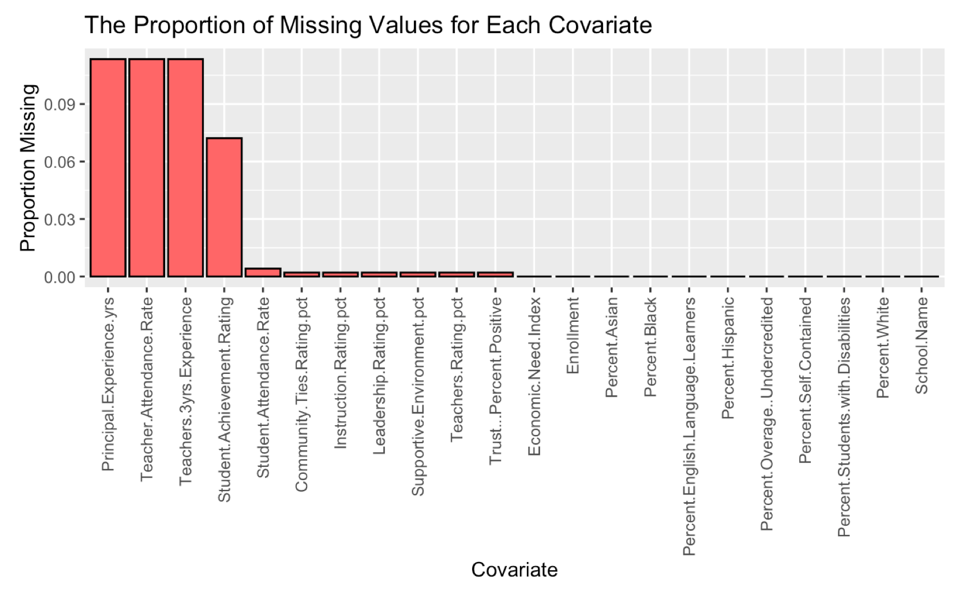 The Proportion of Missing Values for Each Covariate
Proportion Missing
0.09
0.06
0.03
0.00
Principal.Experience.yrs
Teacher.Attendance.Rate
Teachers.3yrs.Experience
Student.Achievement.Rating
Student.Attendance.Rate
Community.Ties.Rating.pct
Instruction.Rating.pct
Leadership.Rating.pct
Supportive.Environment.pct
Teachers.Rating.pct
Trust...Percent.Positive
Economic.Need.Index
Enrollment
Percent.Asian
Percent.Black
Percent.English.Language.Learners
Percent.Hispanic
Percent.Overage..Undercredited
Percent.Self.Contained
Percent.Students.with.Disabilities
Percent.White
School.Name
Covariate